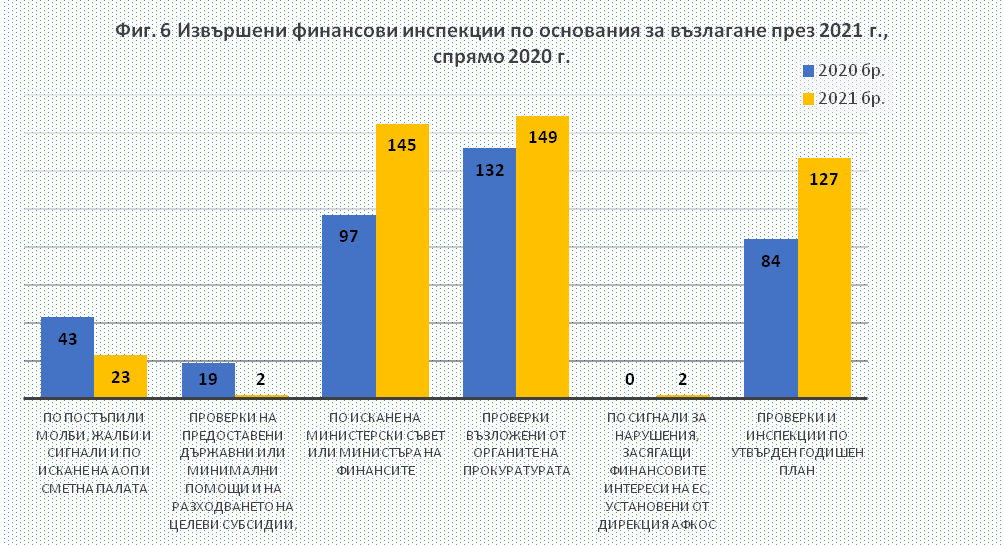 Фиг. 6 Извършени финансови инспекции по основания за възлагане през 2021 г.,
спрямо 2020 г.
2020 бр.
2021 бр.
43
23
19
2
97
145
132
149
0
2
84
127
ПО ПОСТЪПИЛИ
МОЛБИ, ЖАЛБИ И
СИГНАЛИ И ПО
ИСКАНЕ НА АОП И
СМЕТНА ПАЛАТА
ПРОВЕРКИ НА
ПРЕДОСТАВЕНИ
ДЪРЖАВНИ ИЛИ
МИНИМАЛНИ
ПОМОЩИ И НА
РАЗХОДВАНЕТО НА
ЦЕЛЕВИ СУБСИДИИ,
ПО ИСКАНЕ НА
МИНИСТЕРСКИ СЪВЕТ
ИЛИ МИНИСТЪРА НА
ФИНАНСИТЕ
ПРОВЕРКИ
ВЪЗЛОЖЕНИ ОТ
ОРГАНИТЕ НА
ПРОКУРАТУРАТА
ПО СИГНАЛИ ЗА
НАРУШЕНИЯ,
ЗАСЯГАЩИ
ФИНАНСОВИТЕ
ИНТЕРЕСИ НА ЕС,
УСТАНОВЕНИ ОТ
ДИРЕКЦИЯ АФКОС
ПРОВЕРКИ И
ИНСПЕКЦИИ ПО
УТВЪРДЕН ГОДИШЕН
ПЛАН